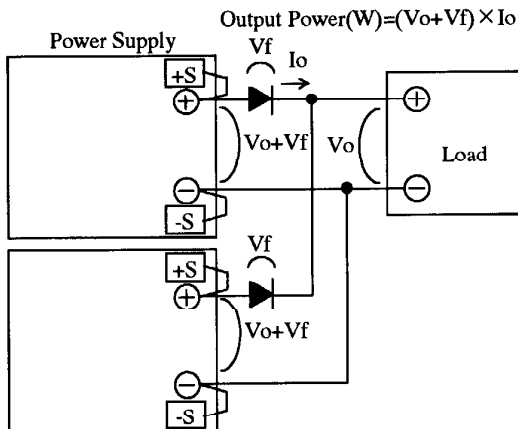 Output Power(W)=(Vo+Vf)×Io
Power Supply
Vf
Io
+S
+
+
Vo+Vf
Vo
Load
−
−
-S
Vf
+S
+
Vo+Vf
−
-S